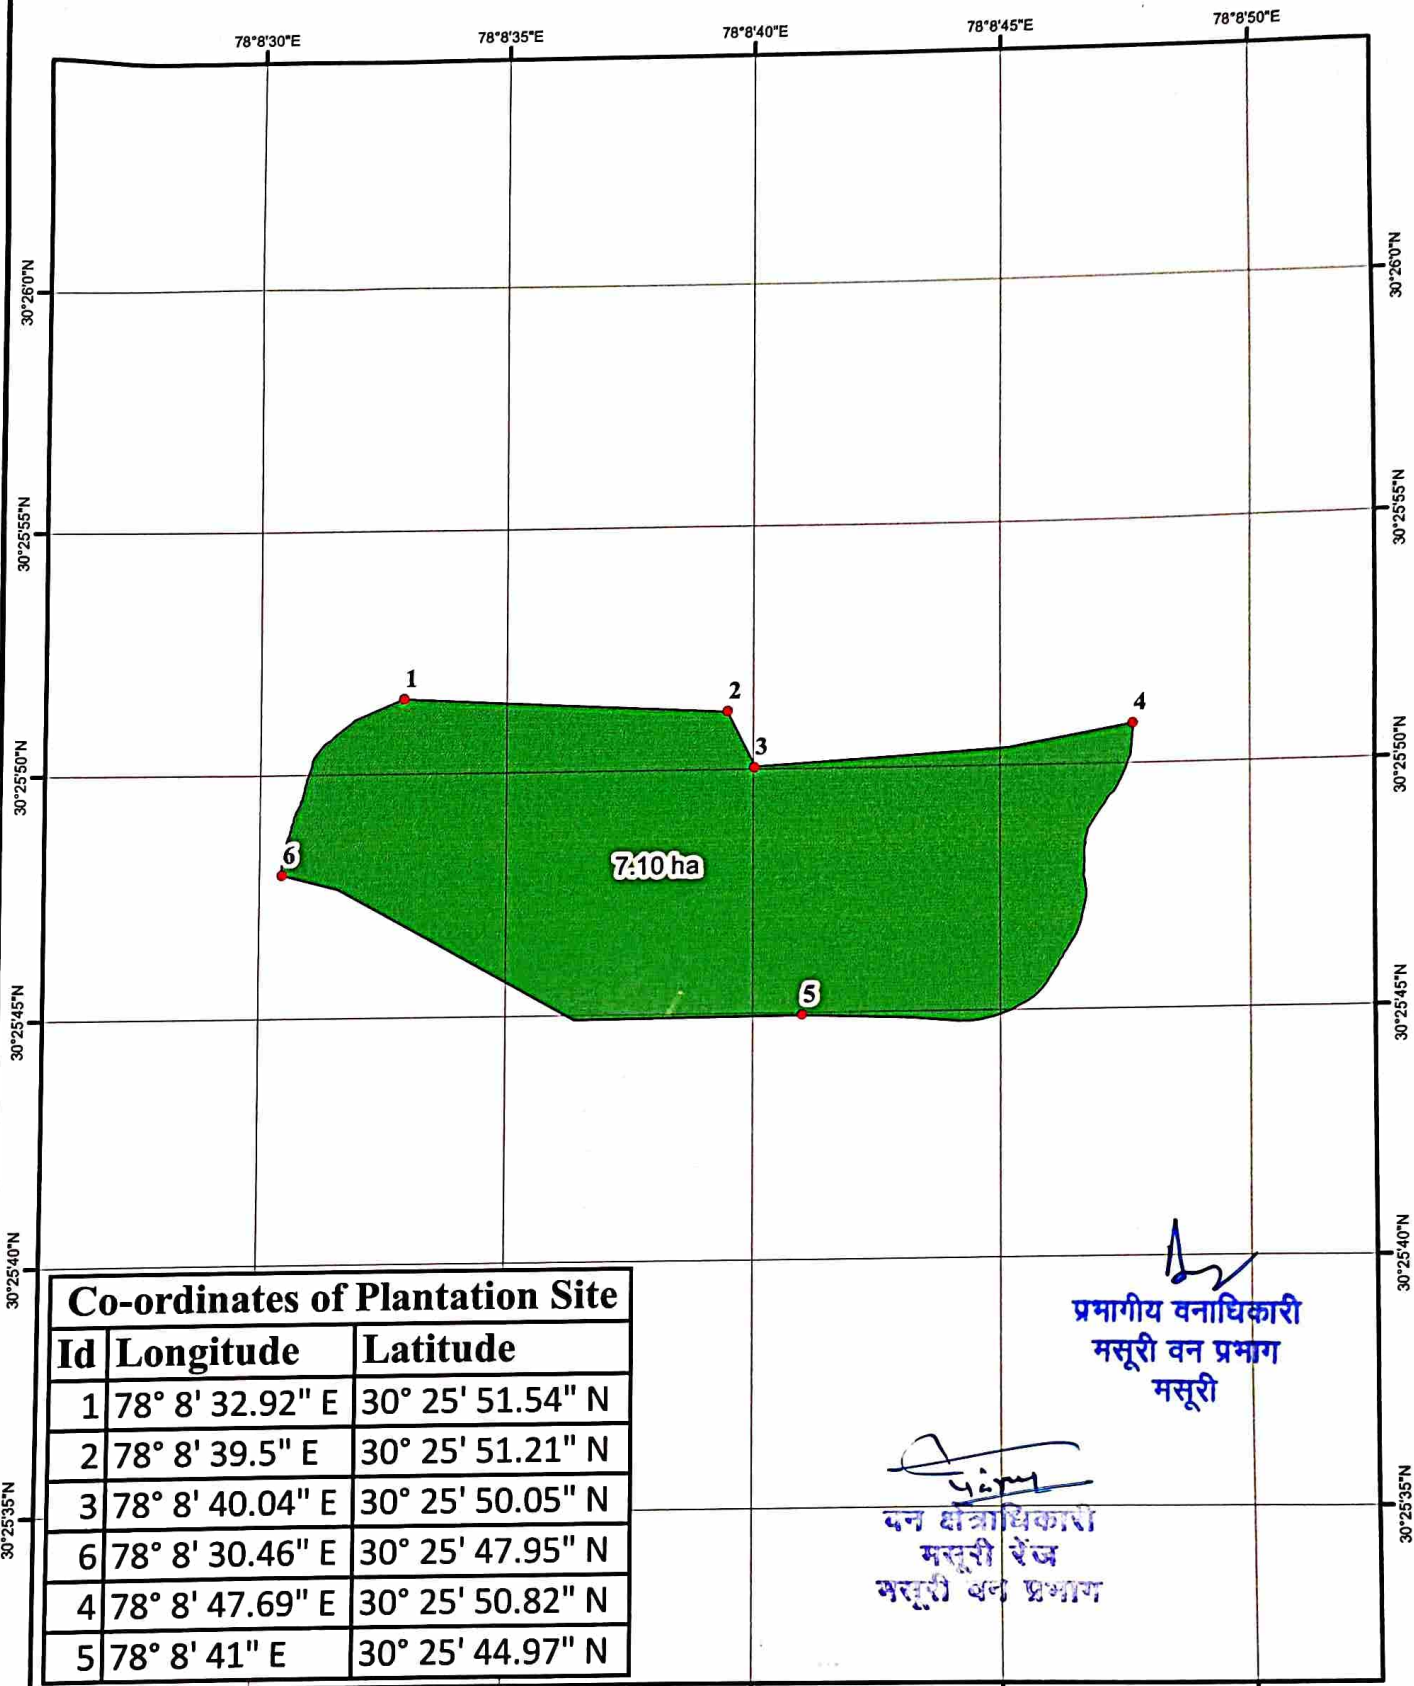 78°8'30"E 78°8'35"E 78°8'40"E 78°8'45"E 78°8'50"E
30°26'0"N 30°26'0"N
30°25'55"N 30°25'55"N
1 2 4
3
30°25'50"N 30°25'50"N
6
7.10 ha
5
30°25'45"N 30°25'45"N
30°25'40"N 30°25'40"N
Co-ordinates of Plantation Site
Id Longitude Latitude
1 78° 8' 32.92" E 30° 25' 51.54" N
2 78° 8' 39.5" E 30° 25' 51.21" N
3 78° 8' 40.04" E 30° 25' 50.05" N
6 78° 8' 30.46" E 30° 25' 47.95" N
4 78° 8' 47.69" E 30° 25' 50.82" N
5 78° 8' 41" E 30° 25' 44.97" N
प्रभागीय वनाधिकारी
मसूरी वन प्रभाग
मसूरी
30°25'35"N 30°25'35"N
वन क्षेत्राधिकारी
मसूरी रेंज
मसूरी वन प्रभाग